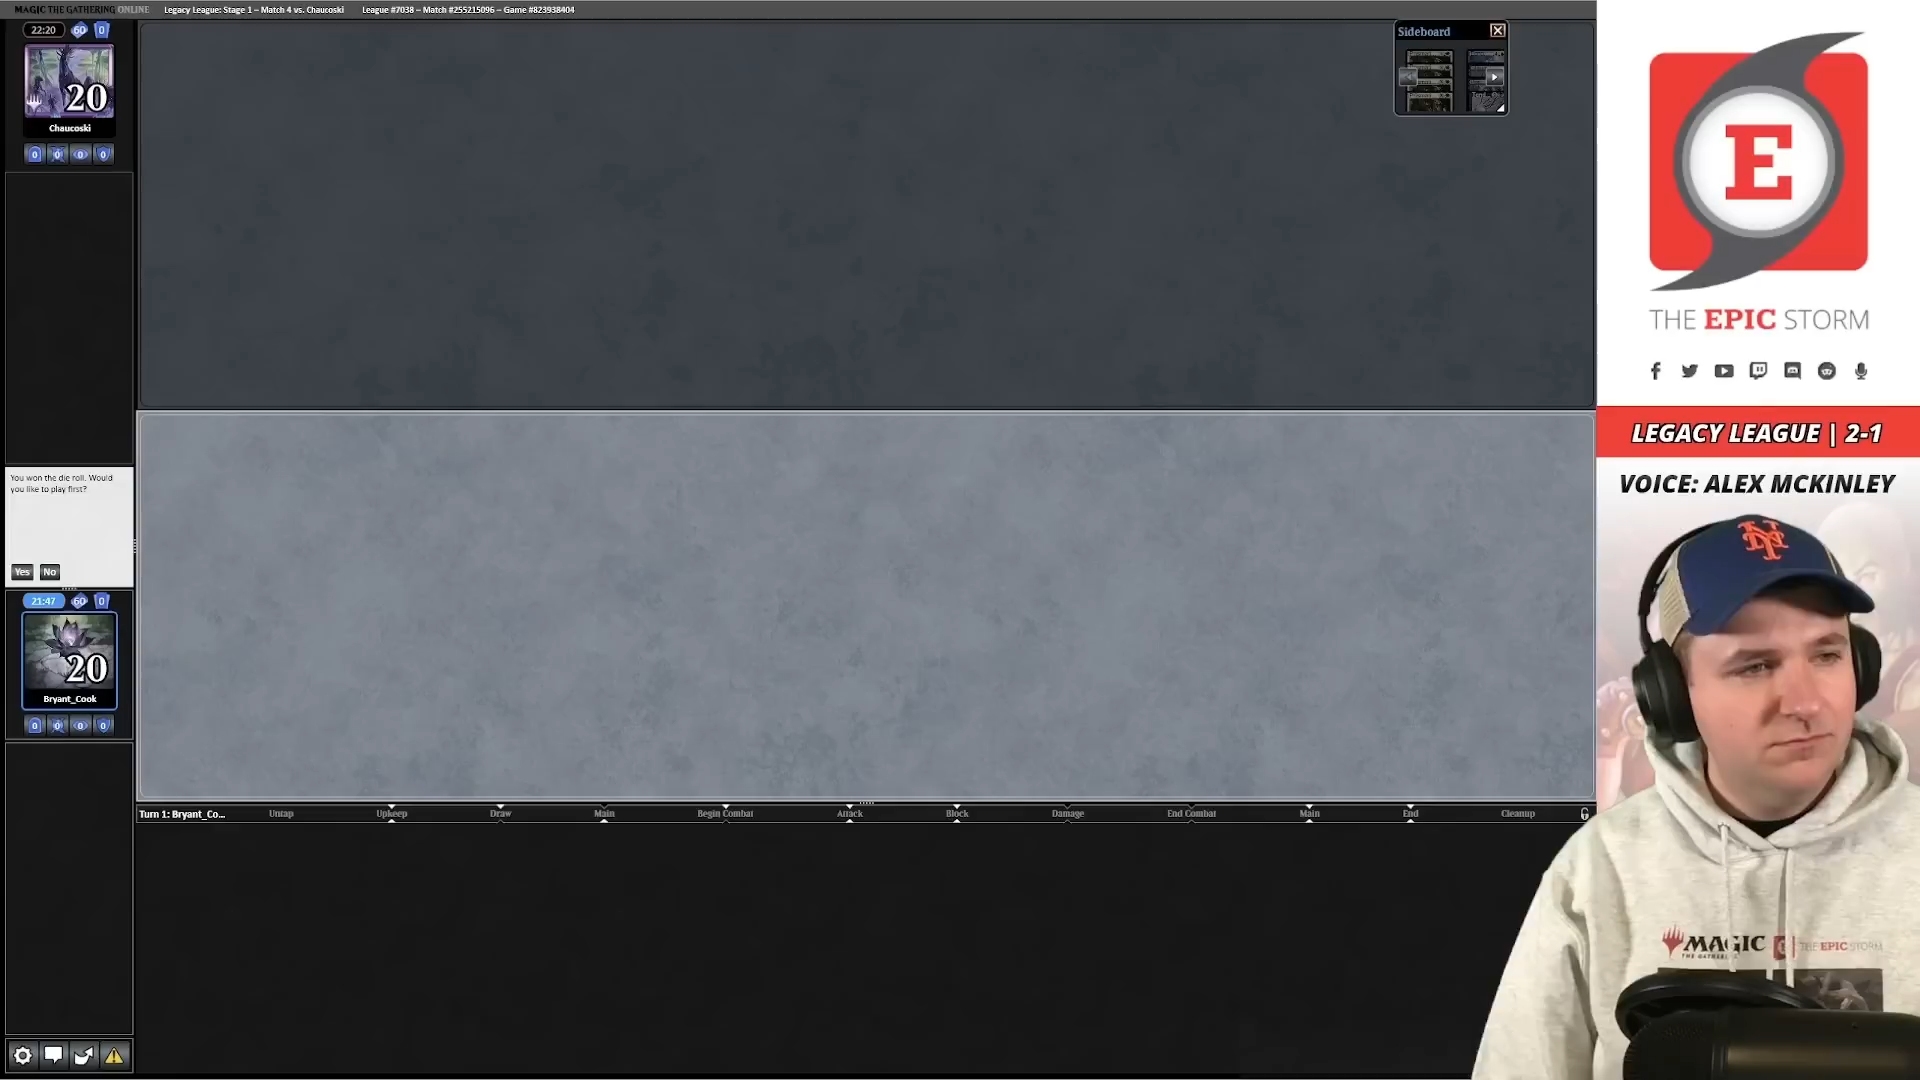 MAGIC THE GATHERING ONLINE
Legacy League: Stage 1 – Match 4 vs. Chaucoski
League #7038 – Match #255215096 – Game #823938404
22:20
60
0
20
Chaucoski
0
0
0
0
Sideboard
You won the die roll. Would
you like to play first?
Yes
No
21:47
60
0
20
Bryant_Cook
0
0
0
0
Turn 1: Bryant_Co...
Untap
Upkeep
Draw
Main
Begin Combat
Attack
Block
Damage
End Combat
Main
End
Cleanup
E
THE EPIC STORM
LEGACY LEAGUE | 2-1
VOICE: ALEX MCKINLEY
NY
MAGIC
THE GATHERING
THE EPIC STORM